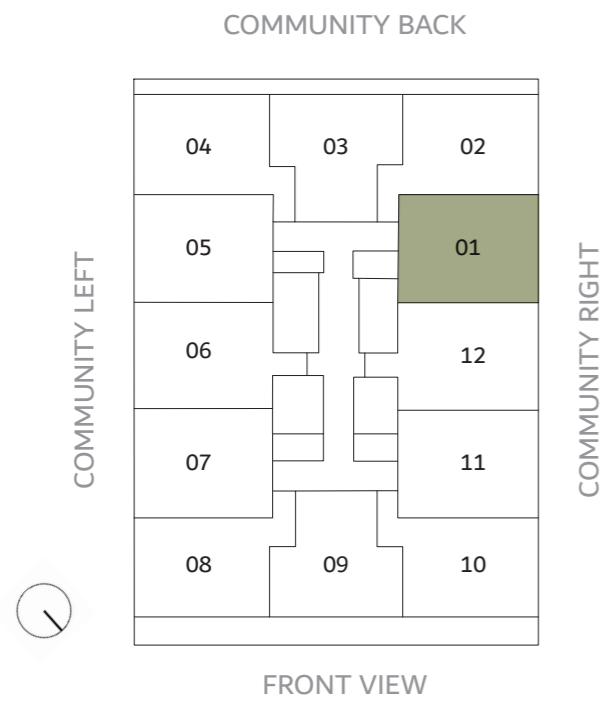 COMMUNITY BACK
04 03 02
05 01
06 12
07 11
08 09 10
COMMUNITY LEFT
COMMUNITY RIGHT
FRONT VIEW